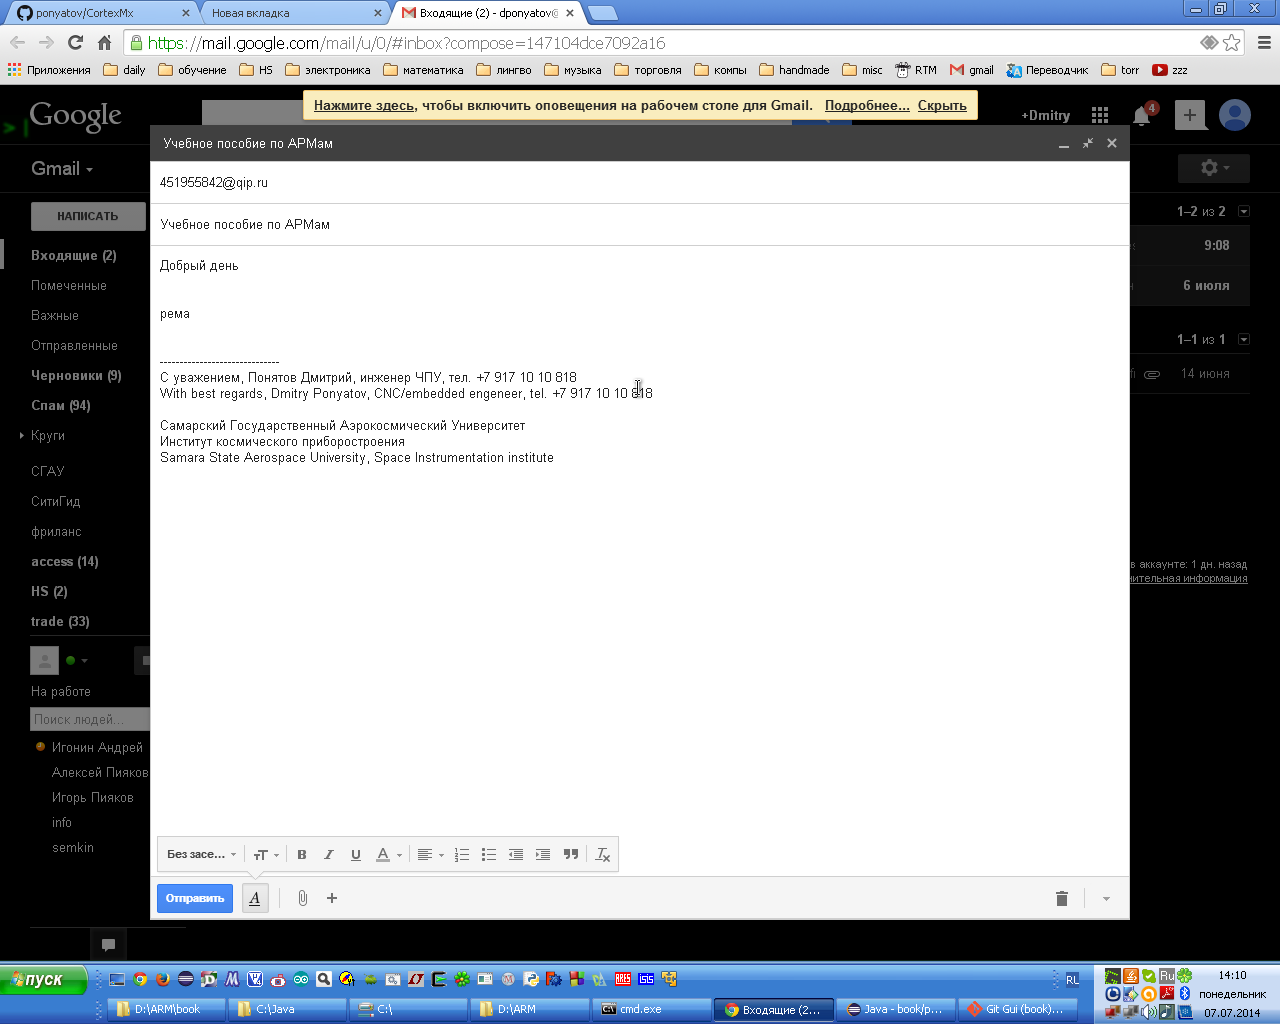 ponyatov/CortexMx
Новая вкладка
Входящие (2) - dponyatov@
https://mail.google.com/mail/u/0/#inbox?compose=147104dce7092a16
Приложения daily обучение HS электроника математика лингво музыка торговля компы handmade misc RTM gmail Переводчик torr zzz
Нажмите здесь, чтобы включить оповещения на рабочем столе для Gmail. Подробнее... Скрыть
Google
+Dmitry
4
Gmail
Учебное пособие по АРМам
451955842@qip.ru
Учебное пособие по АРМам
Добрый день
рема
------------------------------
С уважением, Понятов Дмитрий, инженер ЧПУ, тел. +7 917 10 10 818
With best regards, Dmitry Ponyatov, CNC/embedded engeneer, tel. +7 917 10 10 818
Самарский Государственный Аэрокосмический Университет
Институт космического приборостроения
Samara State Aerospace University, Space Instrumentation institute
НАПИСАТЬ
Входящие (2)
Помеченные
Важные
Отправленные
Черновики (9)
Спам (94)
Круги
СГАУ
СитиГид
фриланс
access (14)
HS (2)
trade (33)
На работе
Поиск людей...
Игонин Андрей
Алексей Пияков
Игорь Пияков
info
semkin
1–2 из 2
9:08
6 июля
1–1 из 1
14 июня
в аккаунте: 1 дн. назад
нительная информация
Без засе...
тТ B I U A
Отправить A
пуск
ARES ISIS
RL
Ru
14:10
понедельник
07.07.2014
D:\ARM\book
C:\Java
C:\
D:\ARM
cmd.exe
Входящие (2...
Java - book/p...
Git Gui (book)...